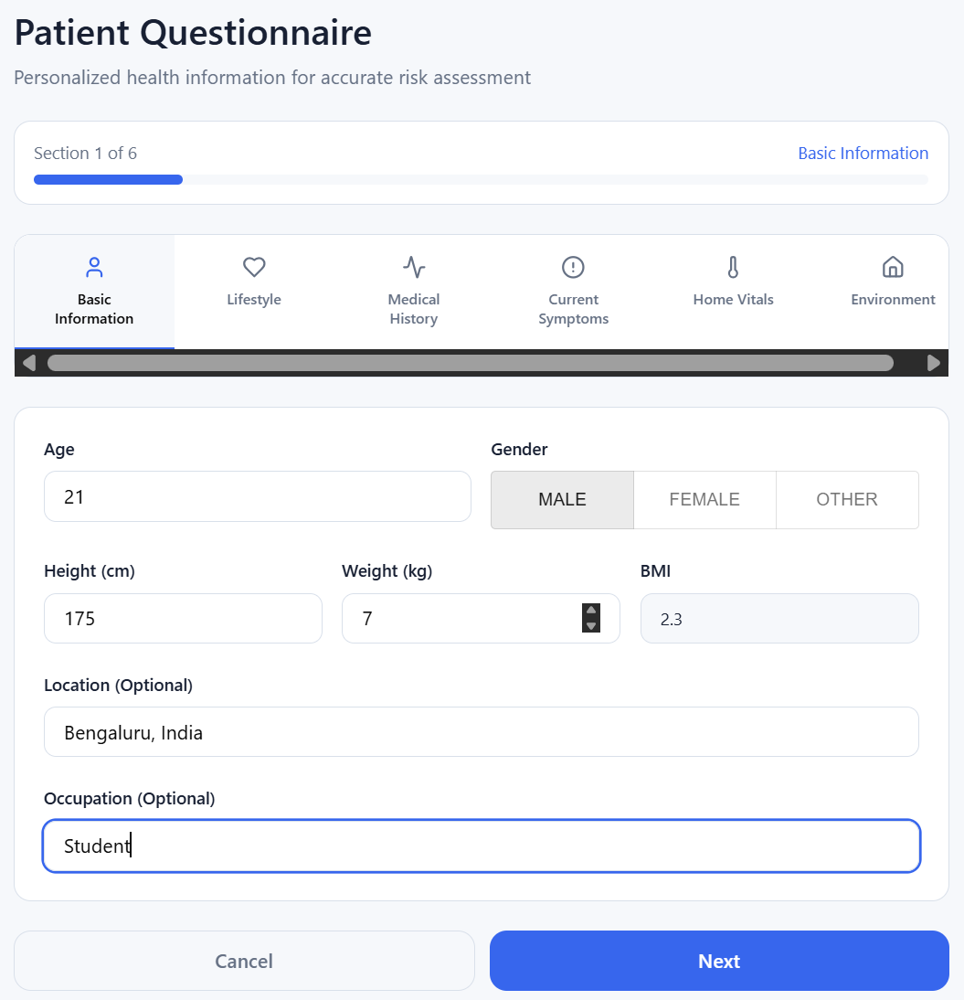 Patient Questionnaire
Personalized health information for accurate risk assessment
Section 1 of 6
Basic Information
Basic
Information
Lifestyle
Medical
History
Current
Symptoms
Home Vitals
Environment
Age
Gender
21
MALE
FEMALE
OTHER
Height (cm)
Weight (kg)
BMI
175
7
2.3
Location (Optional)
Bengaluru, India
Occupation (Optional)
Student
Cancel
Next